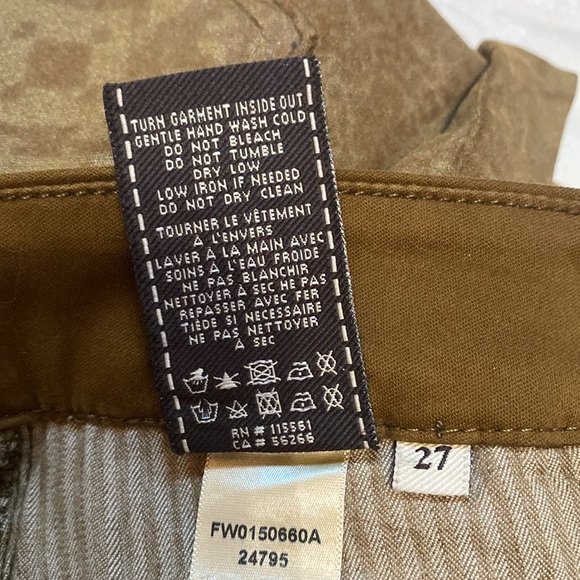 TURN GARMENT INSIDE OUT
GENTLE HAND WASH COLD
DO NOT BLEACH
DO NOT TUMBLE
DRY LOW
LOW IRON IF NEEDED
DO NOT DRY CLEAN
TOURNER LE VÊTEMENT
A L'ENVERS
LAVER À LA MAIN AVEC
SOINS À L'EAU FROIDE
NE PAS BLANCHIR
NETTOYER A SEC NE PAS
REPASSER AVEC FER
TIÈDE SI NECESSAIRE
NE PAS NETTOYER
A SEC
RN # 115561
CA # 56266
27
FW0150660A
24795